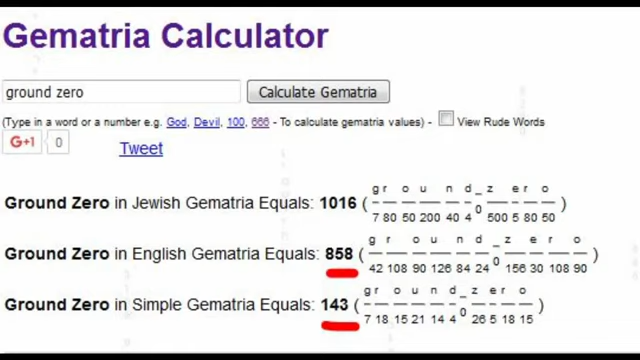 Gematria Calculator
ground zero Calculate Gematria
(Type in a word or a number e.g. God, Devil, 100, 666 - To calculate gematria values) - View Rude Words
G+1 0 Tweet
g r o u n d _ z e r o
Ground Zero in Jewish Gematria Equals: 1016 ( )
7 80 50 200 40 4 0 500 5 80 50
g r o u n d _ z e r o
Ground Zero in English Gematria Equals: 858 ( )
42 108 90 126 84 24 0 156 30 108 90
g r o u n d _ z e r o
Ground Zero in Simple Gematria Equals: 143 ( )
7 18 15 21 14 4 0 26 5 18 15